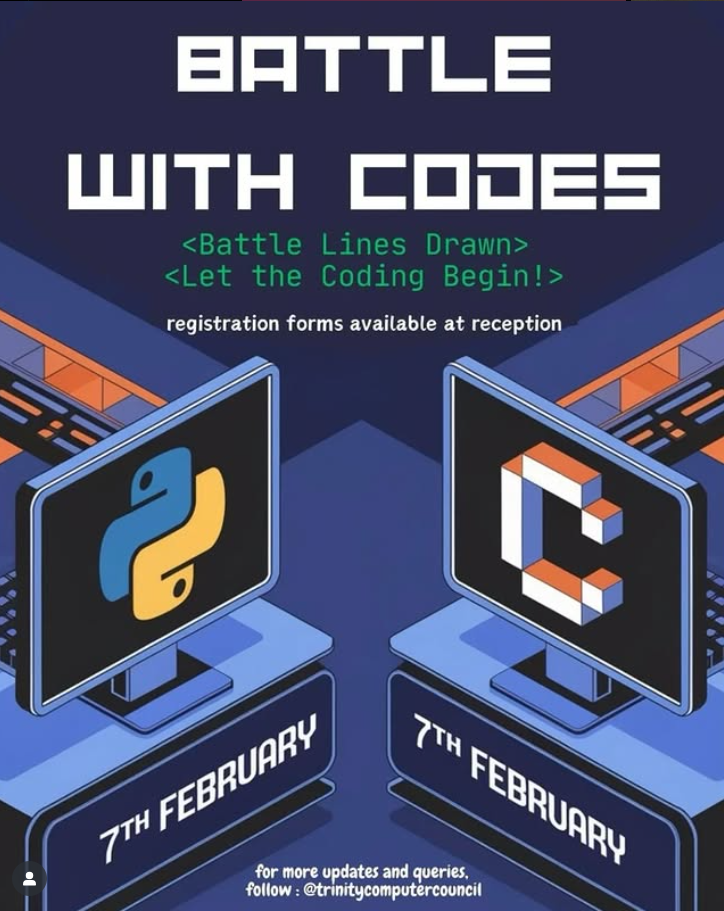 BATTLE
WITH CODES
<Battle Lines Drawn>
<Let the Coding Begin!>
registration forms available at reception
C
7TH FEBRUARY
7TH FEBRUARY
for more updates and queries,
follow : @trinitycomputercouncil